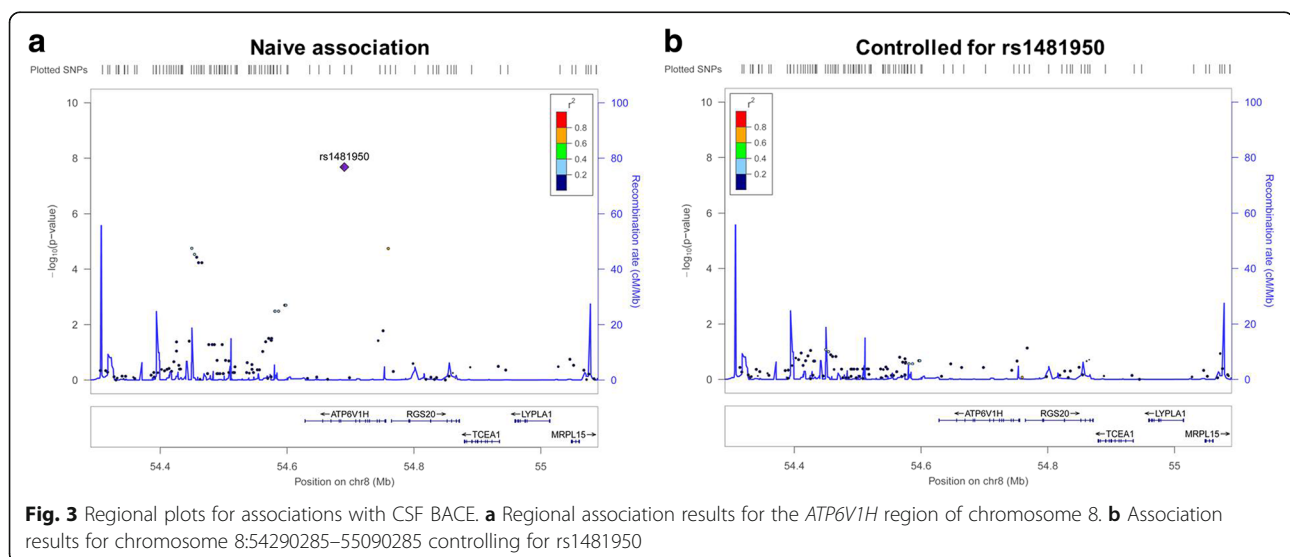 a
Naive association
Plotted SNPs
10
8
6
4
2
0
− log10(p−value)
100
80
60
40
20
0
Recombination rate (cM/Mb)
r2
0.8
0.6
0.4
0.2
rs1481950
←ATP6V1H
RGS20→
←LYPLA1
←TCEA1
MRPL15→
54.4
54.6
54.8
55
Position on chr8 (Mb)
b
Controlled for rs1481950
Plotted SNPs
10
8
6
4
2
0
− log10(p−value)
100
80
60
40
20
0
Recombination rate (cM/Mb)
r2
0.8
0.6
0.4
0.2
←ATP6V1H
RGS20→
←LYPLA1
←TCEA1
MRPL15→
54.4
54.6
54.8
55
Position on chr8 (Mb)
Fig. 3 Regional plots for associations with CSF BACE. a Regional association results for the ATP6V1H region of chromosome 8. b Association
results for chromosome 8:54290285–55090285 controlling for rs1481950